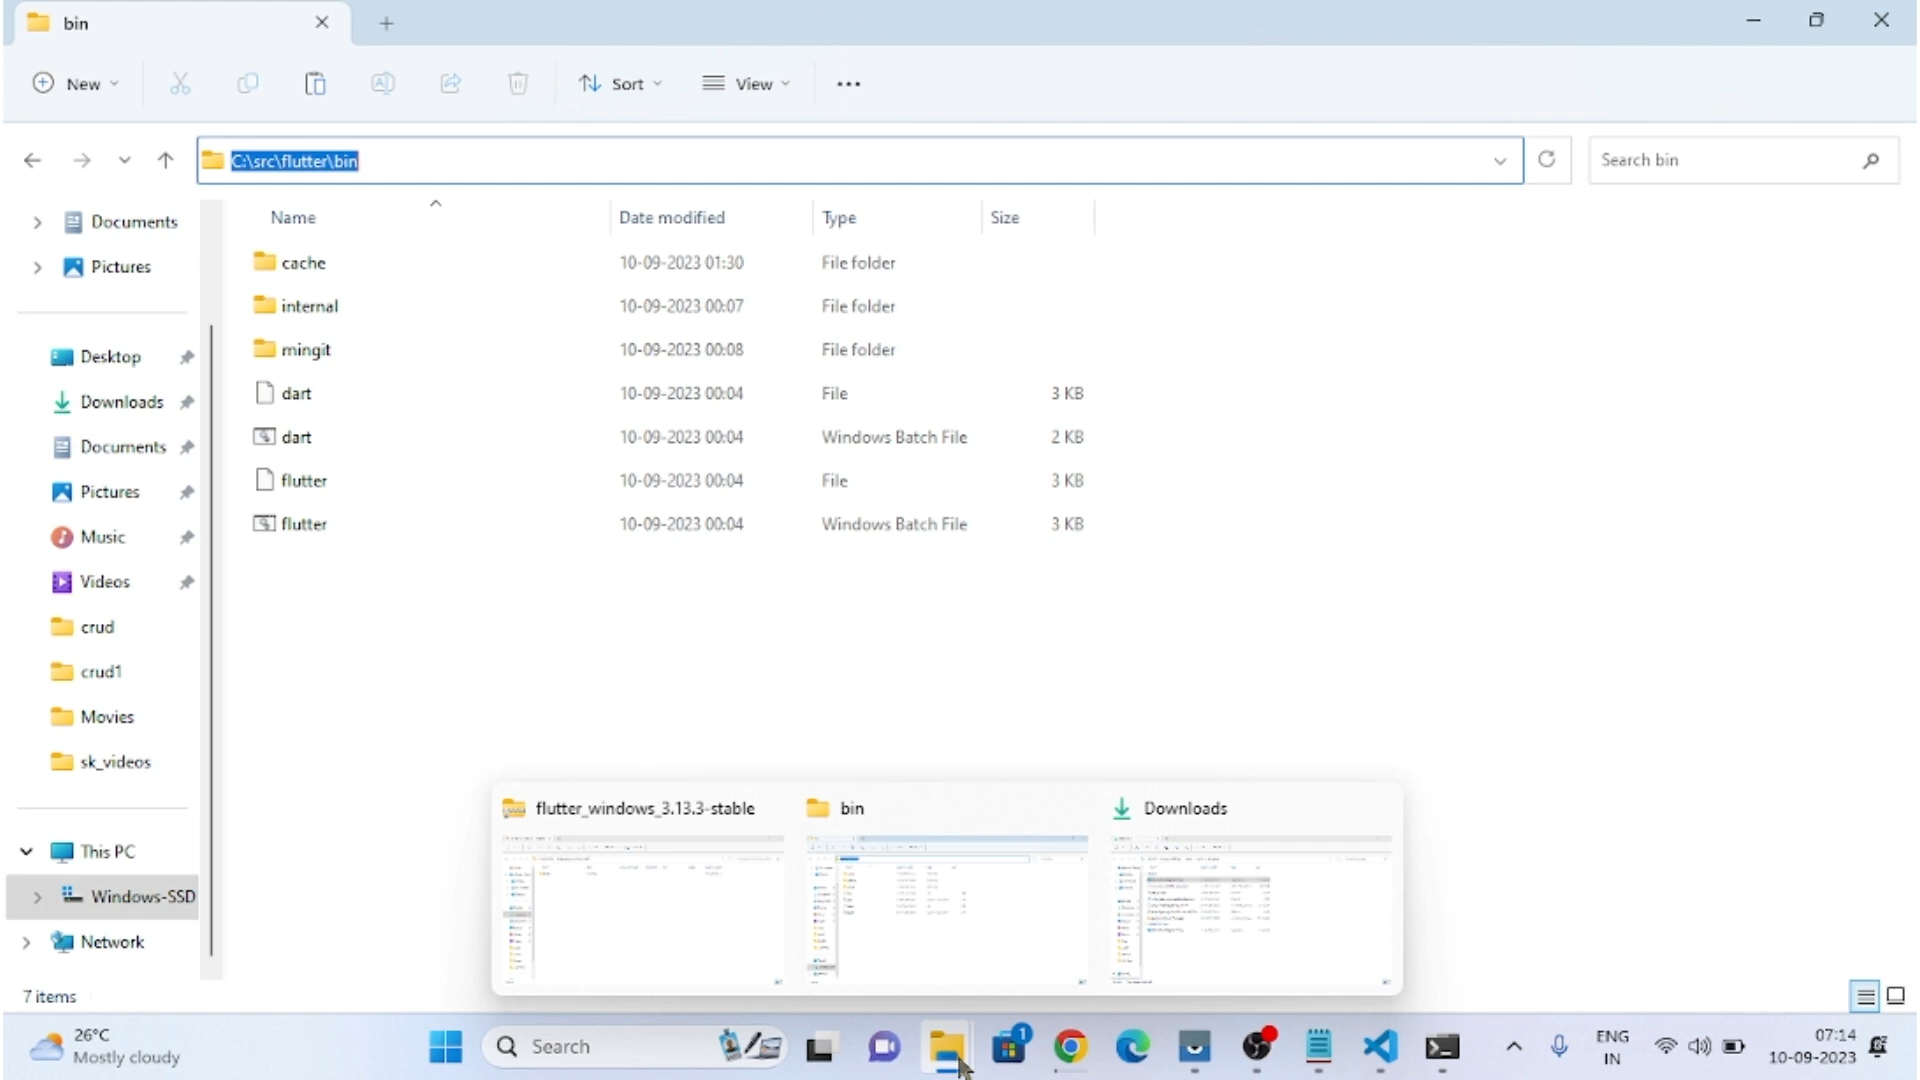 bin
New
Sort
View
C:\src\flutter\bin
Search bin
Documents
Pictures
Desktop
Downloads
Documents
Pictures
Music
Videos
crud
crud1
Movies
sk_videos
This PC
Windows-SSD
Network
Name Date modified Type Size
cache 10-09-2023 01:30 File folder
internal 10-09-2023 00:07 File folder
mingit 10-09-2023 00:08 File folder
dart 10-09-2023 00:04 File 3 KB
dart 10-09-2023 00:04 Windows Batch File 2 KB
flutter 10-09-2023 00:04 File 3 KB
flutter 10-09-2023 00:04 Windows Batch File 3 KB
flutter_windows_3.13.3-stable
bin
Downloads
7 items
26°C
Mostly cloudy
Search
1
ENG
IN
07:14
10-09-2023